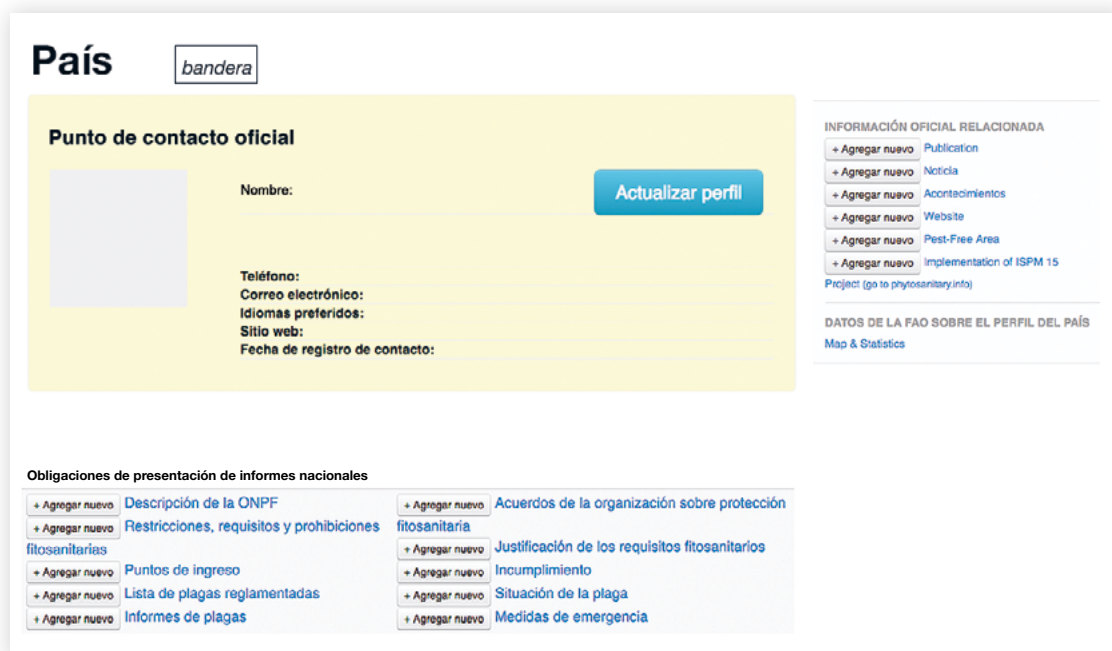 País
bandera
Punto de contacto oficial
Nombre:
Actualizar perfil
Teléfono:
Correo electrónico:
Idiomas preferidos:
Sitio web:
Fecha de registro de contacto:
INFORMACIÓN OFICIAL RELACIONADA
+ Agregar nuevo Publication
+ Agregar nuevo Noticia
+ Agregar nuevo Acontecimientos
+ Agregar nuevo Website
+ Agregar nuevo Pest-Free Area
+ Agregar nuevo Implementation of ISPM 15
Project (go to phytosanitary.info)
DATOS DE LA FAO SOBRE EL PERFIL DEL PAÍS
Map & Statistics
Obligaciones de presentación de informes nacionales
+ Agregar nuevo Descripción de la ONPF
+ Agregar nuevo Restricciones, requisitos y prohibiciones
fitosanitarias
+ Agregar nuevo Puntos de ingreso
+ Agregar nuevo Lista de plagas reglamentadas
+ Agregar nuevo Informes de plagas
+ Agregar nuevo Acuerdos de la organización sobre protección
fitosanitaria
+ Agregar nuevo Justificación de los requisitos fitosanitarios
+ Agregar nuevo Incumplimiento
+ Agregar nuevo Situación de la plaga
+ Agregar nuevo Medidas de emergencia